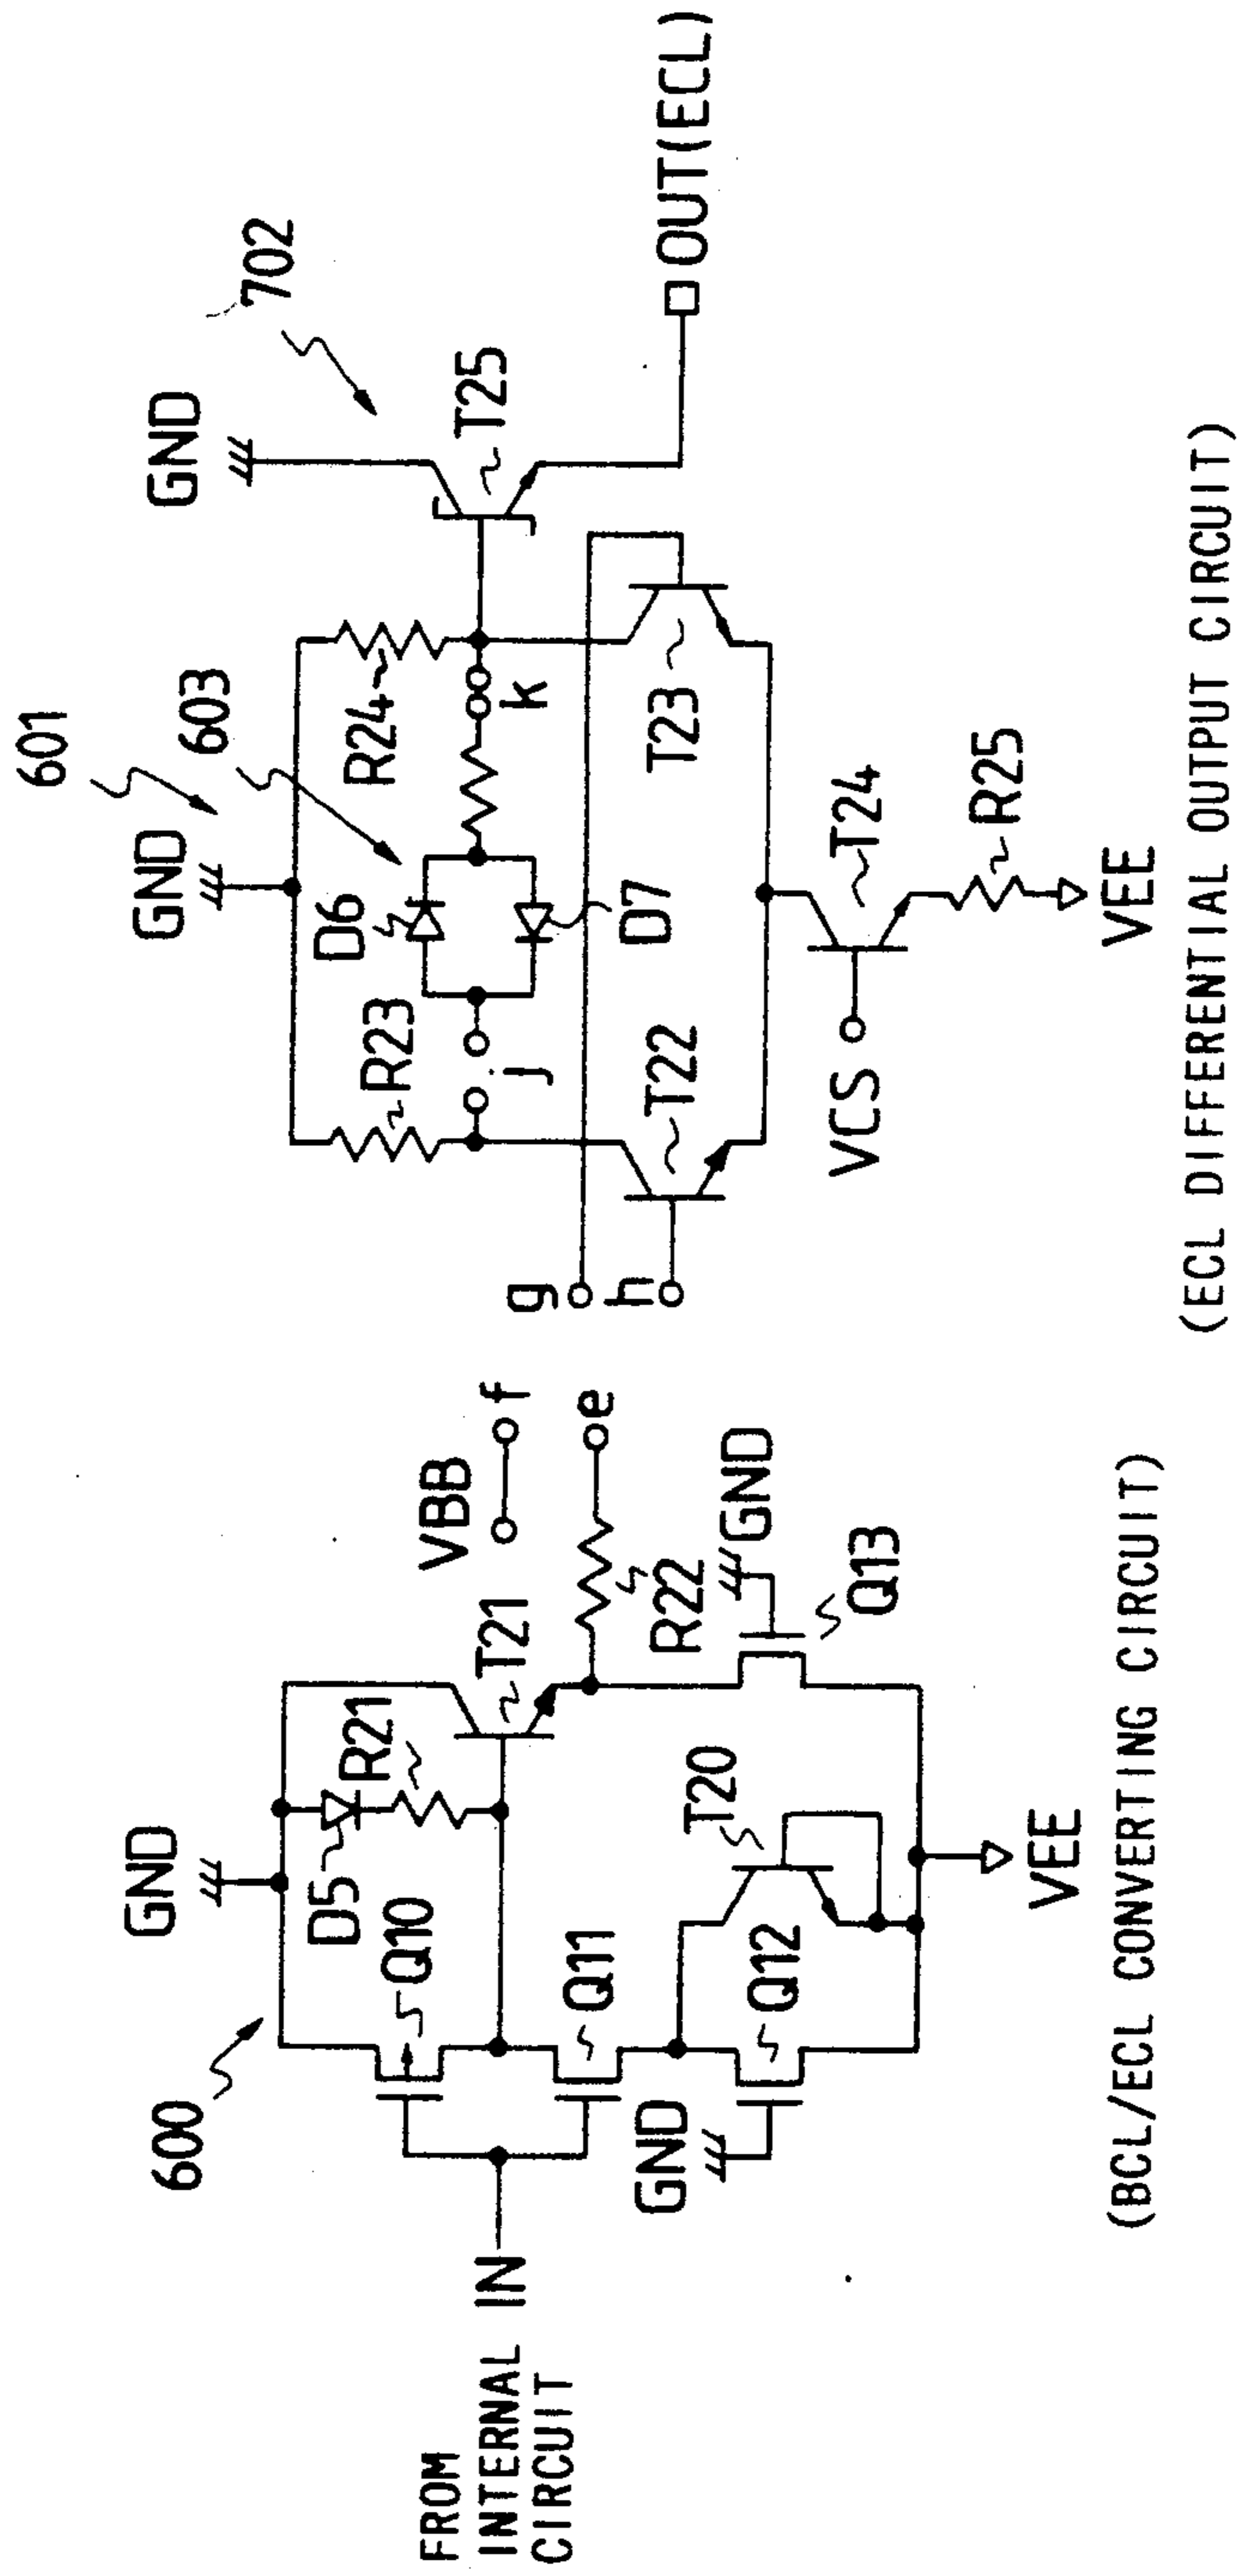 600
GND
D5
R21
Q10
T21
VBB
f
e
R22
FROM
INTERNAL
CIRCUIT
IN
Q11
GND
Q12
T20
GND
Q13
VEE
(BCL/ECL CONVERTING CIRCUIT)
601
603
702
GND
GND
R23
D6
R24
T25
j
k
D7
g
h
T22
T23
OUT(ECL)
VCS
T24
R25
VEE
(ECL DIFFERENTIAL OUTPUT CIRCUIT)